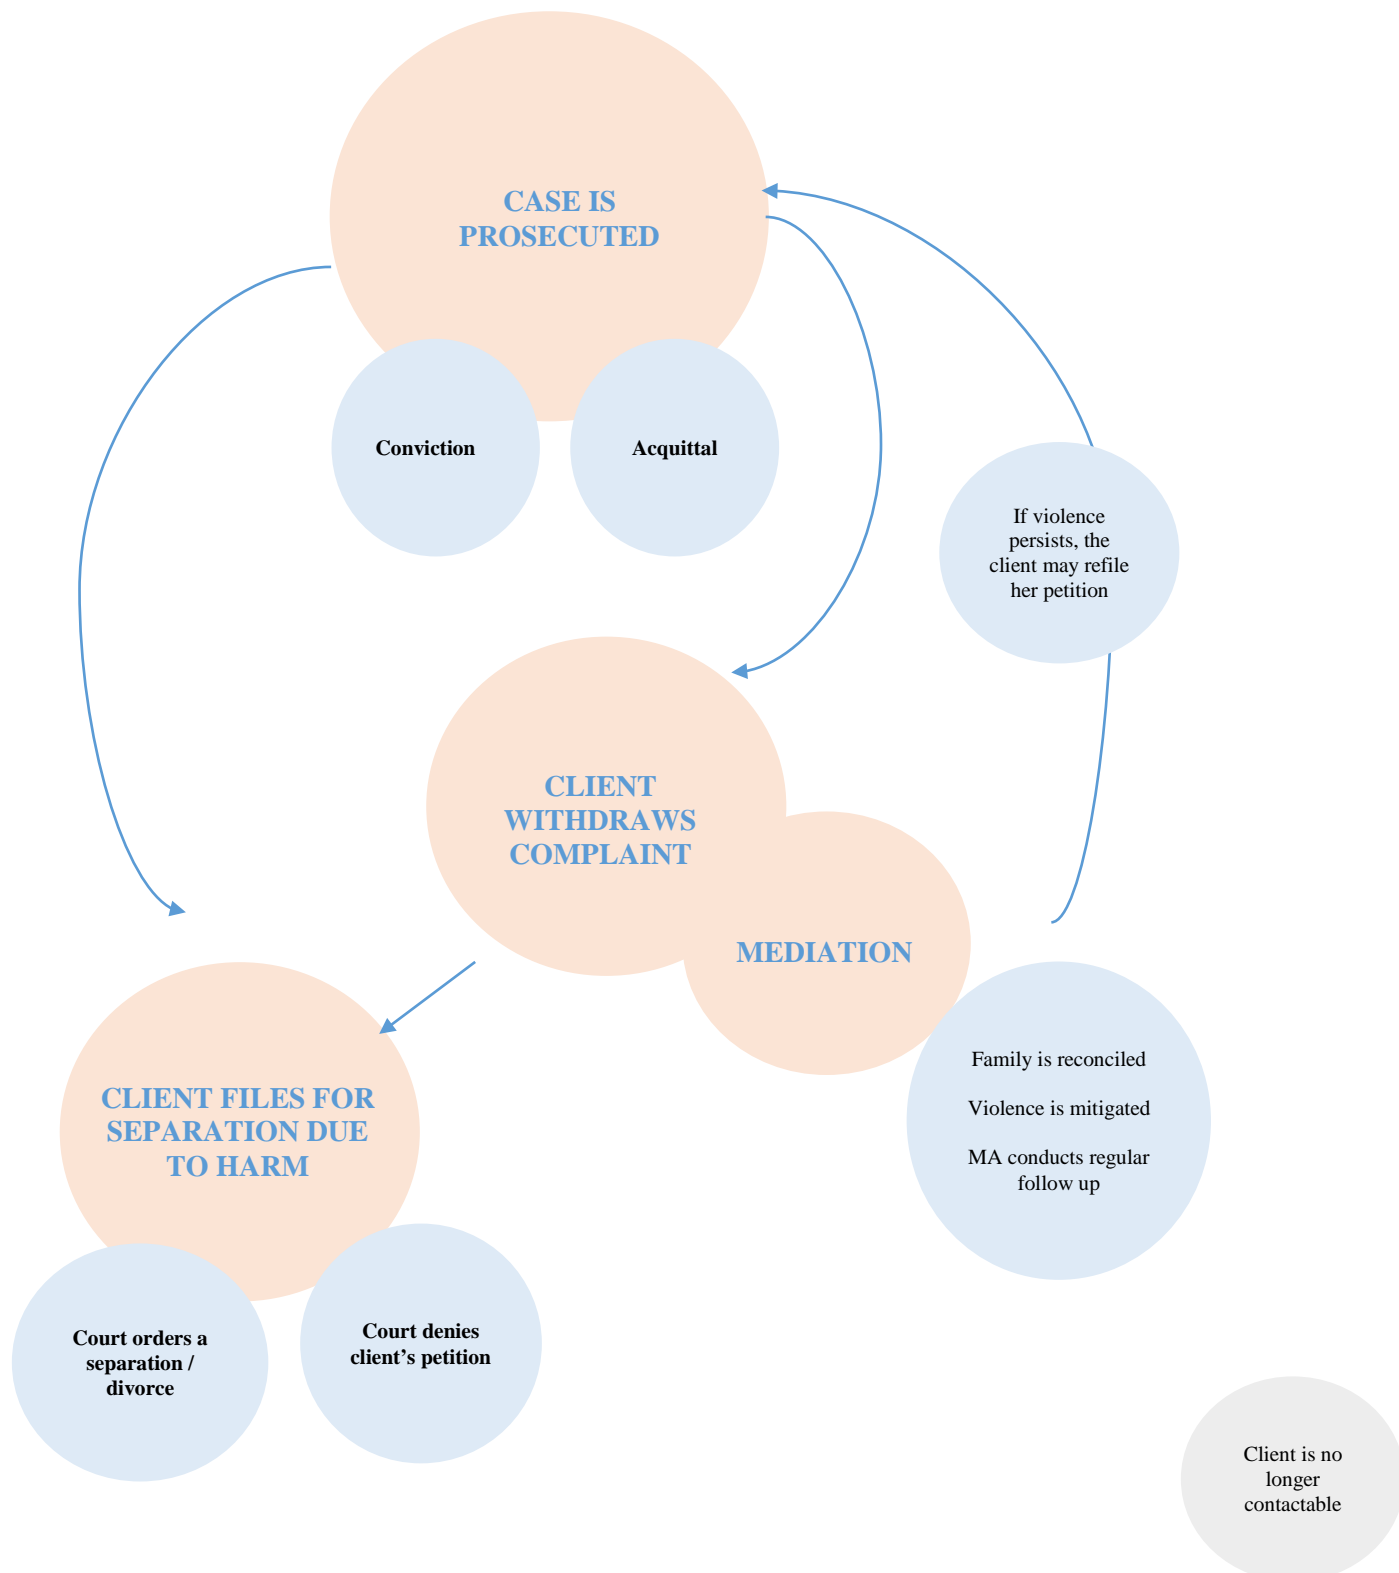 CASE IS
PROSECUTED
Conviction
Acquittal
If violence
persists, the
client may refile
her petition
CLIENT
WITHDRAWS
COMPLAINT
MEDIATION
Family is reconciled
Violence is mitigated
MA conducts regular
follow up
CLIENT FILES FOR
SEPARATION DUE
TO HARM
Court orders a
separation /
divorce
Court denies
client’s petition
Client is no
longer
contactable